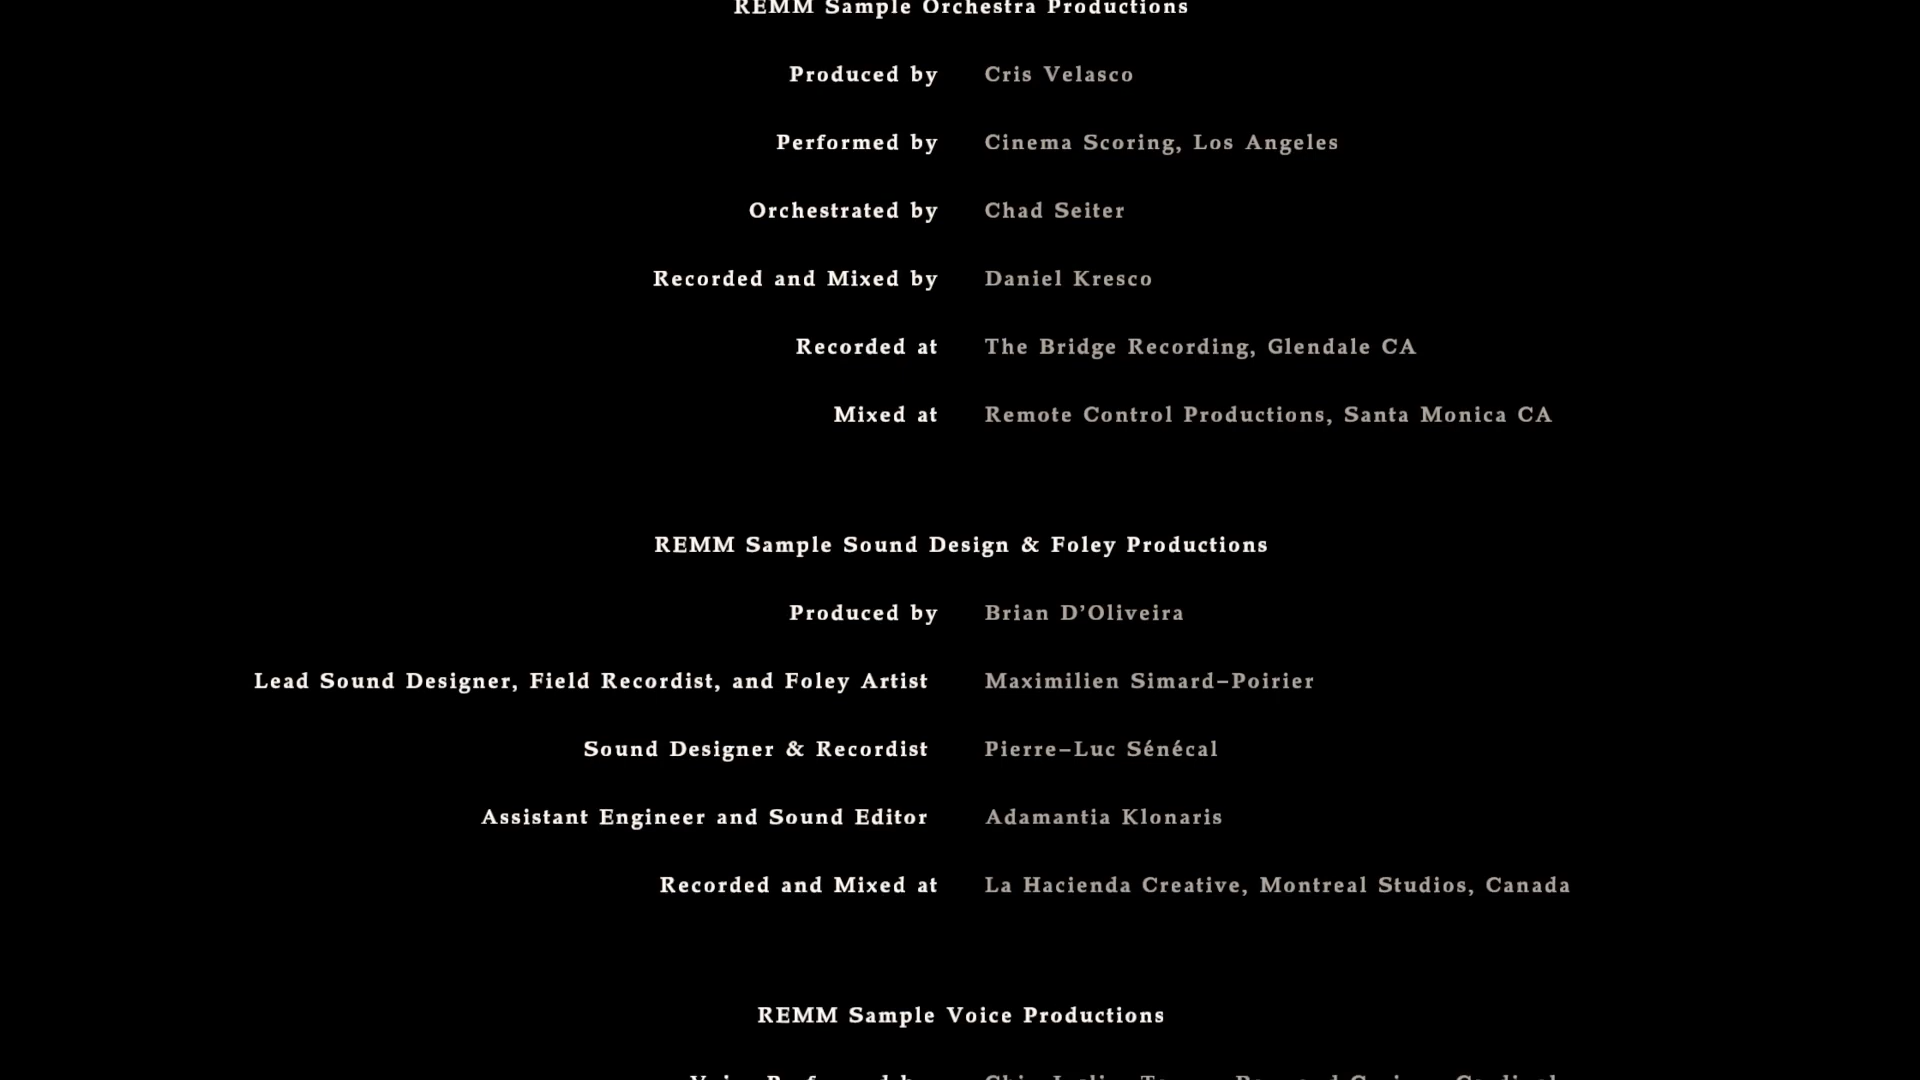 REMM Sample Orchestra Productions
Produced by Cris Velasco
Performed by Cinema Scoring, Los Angeles
Orchestrated by Chad Seiter
Recorded and Mixed by Daniel Kresco
Recorded at The Bridge Recording, Glendale CA
Mixed at Remote Control Productions, Santa Monica CA
REMM Sample Sound Design & Foley Productions
Produced by Brian D’Oliveira
Lead Sound Designer, Field Recordist, and Foley Artist Maximilien Simard–Poirier
Sound Designer & Recordist Pierre–Luc Sénécal
Assistant Engineer and Sound Editor Adamantia Klonaris
Recorded and Mixed at La Hacienda Creative, Montreal Studios, Canada
REMM Sample Voice Productions